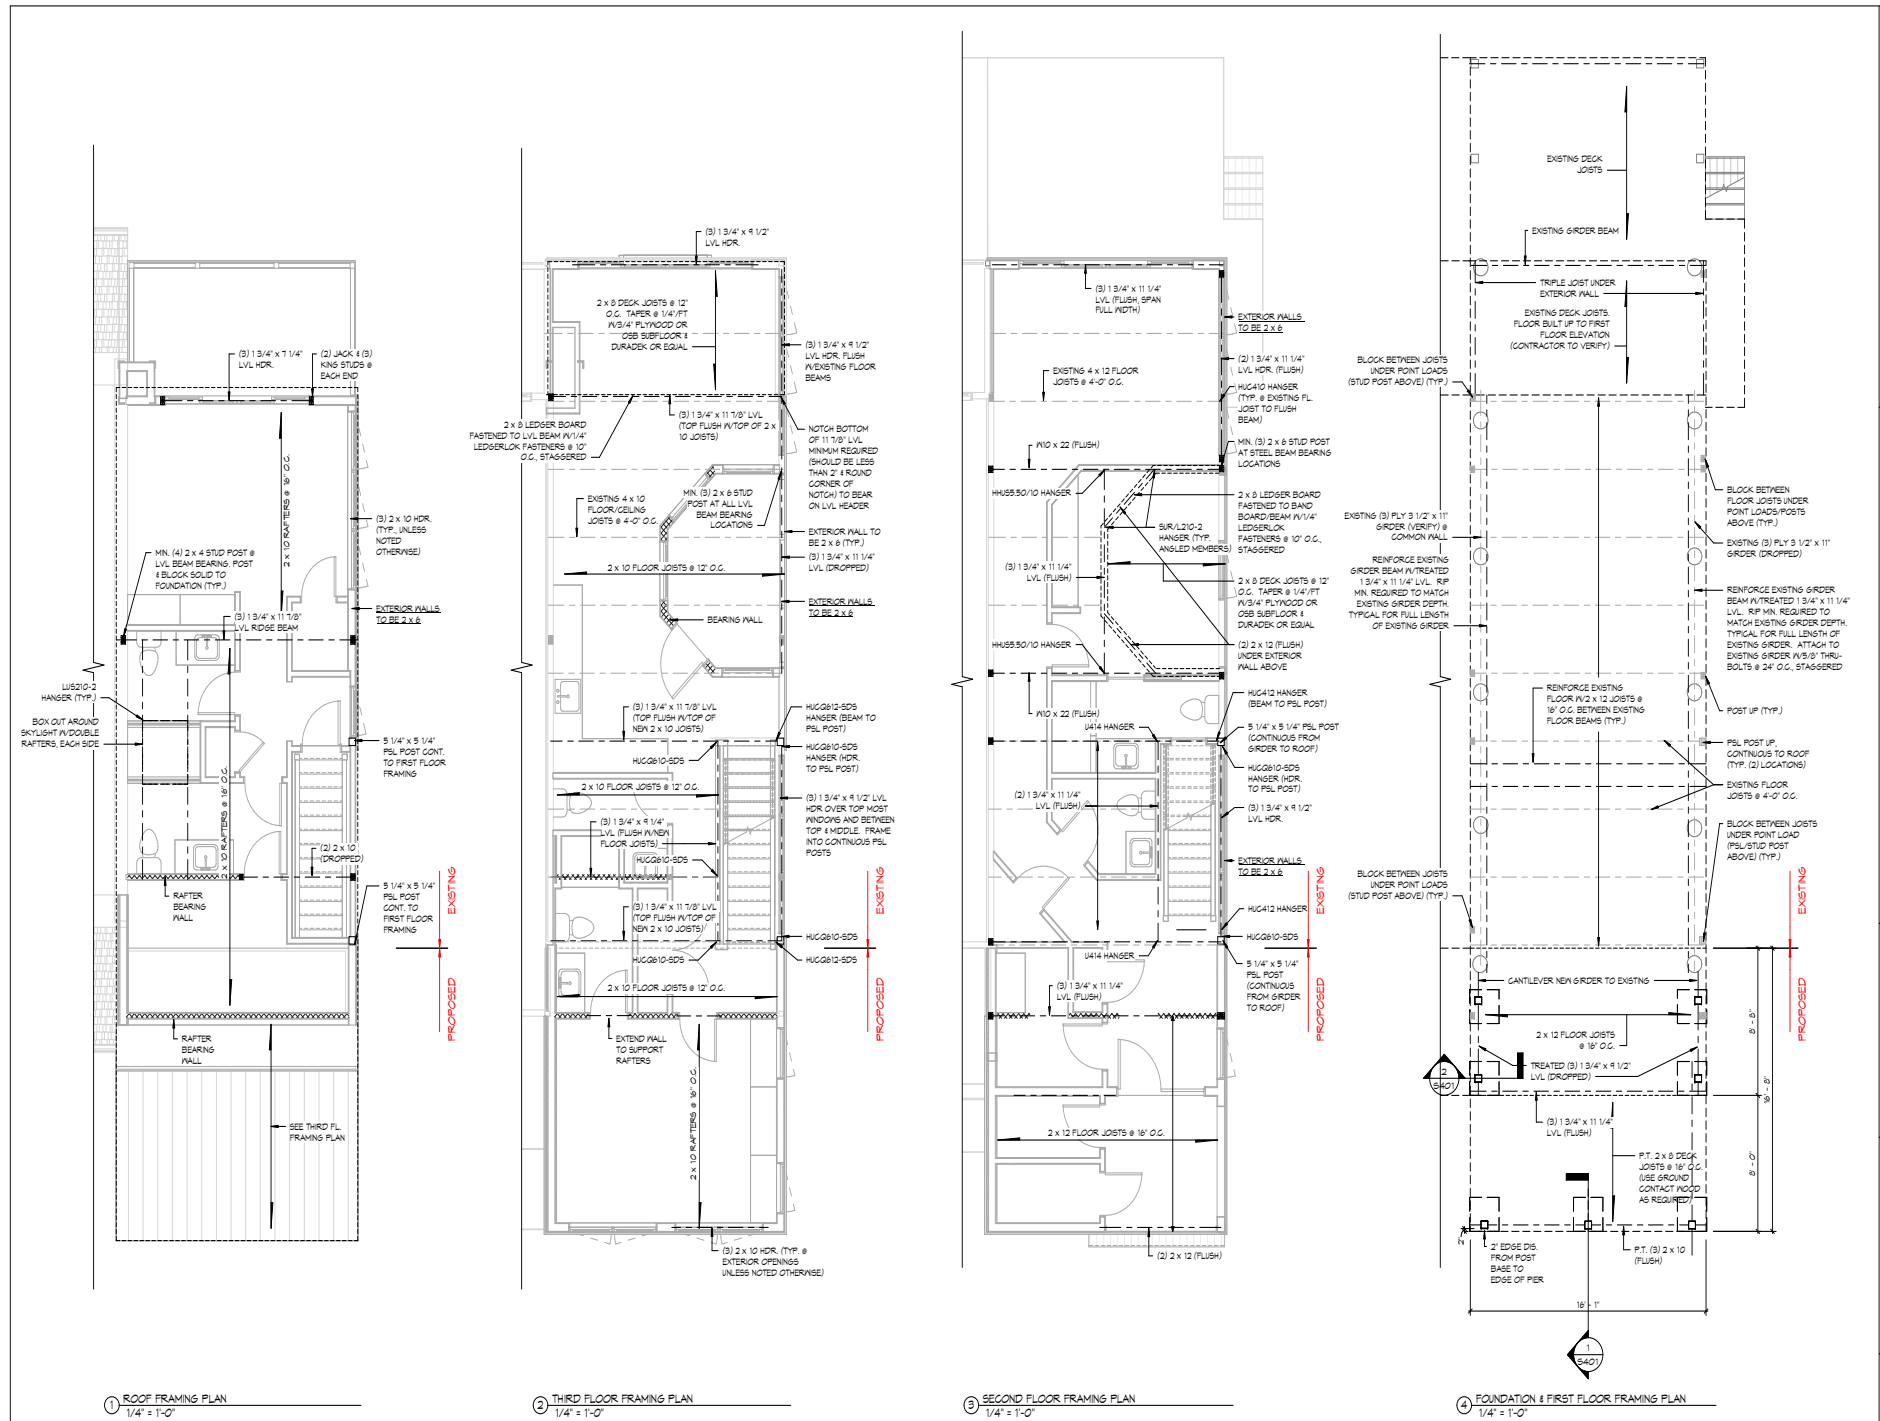 (3) 1 3/4" x 7 1/4"
LVL HDR.
(2) JACK & (3)
KING STUDS @
EACH END
2 x 10 RAFTERS @ 16" O.C.
(3) 2 x 10 HDR.
(TYP., UNLESS
NOTED
OTHERWISE)
MIN. (4) 2 x 4 STUD POST @
LVL BEAM BEARING. POST
& BLOCK SOLID TO
FOUNDATION (TYP.)
EXTERIOR WALLS
TO BE 2 x 6
(3) 1 3/4" x 11 7/8"
LVL RIDGE BEAM
LUS210-2
HANGER (TYP.)
BOX OUT AROUND
SKYLIGHT W/DOUBLE
RAFTERS, EACH SIDE
5 1/4" x 5 1/4"
PSL POST CONT.
TO FIRST FLOOR
FRAMING
2 x 10 RAFTERS @ 16" O.C.
(2) 2 x 10
(DROPPED)
RAFTER
BEARING
WALL
5 1/4" x 5 1/4"
PSL POST
CONT. TO
FIRST FLOOR
FRAMING
EXISTING
PROPOSED
RAFTER
BEARING
WALL
SEE THIRD FL.
FRAMING PLAN
1
ROOF FRAMING PLAN
1/4" = 1'-0"
(3) 1 3/4" x 9 1/2"
LVL HDR.
2 x 8 DECK JOISTS @ 12"
O.C. TAPER @ 1/4"/FT
W/3/4" PLYWOOD OR
OSB SUBFLOOR &
DURADEK OR EQUAL
(3) 1 3/4" x 9 1/2"
LVL HDR. FLUSH
W/EXISTING FLOOR
BEAMS
(3) 1 3/4" x 11 7/8" LVL
(TOP FLUSH W/TOP OF 2 x
10 JOISTS)
2 x 8 LEDGER BOARD
FASTENED TO LVL BEAM W/1/4"
LEDGERLOK FASTENERS @ 10"
O.C., STAGGERED
NOTCH BOTTOM
OF 11 7/8" LVL
MINIMUM REQUIRED
(SHOULD BE LESS
THAN 2" & ROUND
CORNER OF
NOTCH) TO BEAR
ON LVL HEADER
MIN. (3) 2 x 6 STUD
POST AT ALL LVL
BEAM BEARING
LOCATIONS
EXISTING 4 x 10
FLOOR/CEILING
JOISTS @ 4'-0" O.C.
EXTERIOR WALL TO
BE 2 x 6 (TYP.)
(3) 1 3/4" x 11 1/4"
LVL (DROPPED)
2 x 10 FLOOR JOISTS @ 12" O.C.
EXTERIOR WALLS
TO BE 2 x 6
BEARING WALL
(3) 1 3/4" x 11 7/8" LVL
(TOP FLUSH W/TOP OF
NEW 2 x 10 JOISTS)
HUCQ612-SDS
HANGER (BEAM TO
PSL POST)
HUCQ610-SDS
HANGER (HDR.
TO PSL POST)
HUCQ610-SDS
2 x 10 FLOOR JOISTS @ 12" O.C.
(3) 1 3/4" x 9 1/2" LVL
HDR OVER TOP MOST
WINDOWS AND BETWEEN
TOP & MIDDLE. FRAME
INTO CONTINUOUS PSL
POSTS
(3) 1 3/4" x 9 1/4"
LVL (FLUSH W/NEW
FLOOR JOISTS)
HUCQ610-SDS
(3) 1 3/4" x 11 7/8" LVL
(TOP FLUSH W/TOP OF
NEW 2 x 10 JOISTS)
HUCQ610-SDS
HUCQ610-SDS
HUCQ612-SDS
EXISTING
PROPOSED
2 x 10 FLOOR JOISTS @ 12" O.C.
EXTEND WALL
TO SUPPORT
RAFTERS
2 x 10 RAFTERS @ 16" O.C.
(3) 2 x 10 HDR. (TYP. @
EXTERIOR OPENINGS
UNLESS NOTED OTHERWISE)
2
THIRD FLOOR FRAMING PLAN
1/4" = 1'-0"
(3) 1 3/4" x 11 1/4"
LVL (FLUSH, SPAN
FULL WIDTH)
EXTERIOR WALLS
TO BE 2 x 6
(2) 1 3/4" x 11 1/4"
LVL HDR. (FLUSH)
EXISTING 4 x 12 FLOOR
JOISTS @ 4'-0" O.C.
HUC410 HANGER
(TYP. @ EXISTING FL.
JOIST TO FLUSH
BEAM)
W10 x 22 (FLUSH)
MIN. (3) 2 x 6 STUD POST
AT STEEL BEAM BEARING
LOCATIONS
HHUS5.50/10 HANGER
2 x 8 LEDGER BOARD
FASTENED TO BAND
BOARD/BEAM W/1/4"
LEDGERLOK
FASTENERS @ 10" O.C.,
STAGGERED
SUR/L210-2
HANGER (TYP.
ANGLED MEMBERS)
(3) 1 3/4" x 11 1/4"
LVL (FLUSH)
2 x 8 DECK JOISTS @ 12"
O.C. TAPER @ 1/4"/FT
W/3/4" PLYWOOD OR
OSB SUBFLOOR &
DURADEK OR EQUAL
HHUS5.50/10 HANGER
(2) 2 x 12 (FLUSH)
UNDER EXTERIOR
WALL ABOVE
W10 x 22 (FLUSH)
HUC412 HANGER
(BEAM TO PSL POST)
U414 HANGER
5 1/4" x 5 1/4" PSL POST
(CONTINUOUS FROM
GIRDER TO ROOF)
HUCQ610-SDS
HANGER (HDR.
TO PSL POST)
(2) 1 3/4" x 11 1/4"
LVL (FLUSH)
(3) 1 3/4" x 9 1/2"
LVL HDR.
EXTERIOR WALLS
TO BE 2 x 6
HUC412 HANGER
HUCQ610-SDS
U414 HANGER
5 1/4" x 5 1/4"
PSL POST
(CONTINUOUS
FROM GIRDER
TO ROOF)
EXISTING
PROPOSED
(3) 1 3/4" x 11 1/4"
LVL (FLUSH)
2 x 12 FLOOR JOISTS @ 16" O.C.
(2) 2 x 12 (FLUSH)
3
SECOND FLOOR FRAMING PLAN
1/4" = 1'-0"
EXISTING DECK
JOISTS
EXISTING GIRDER BEAM
TRIPLE JOIST UNDER
EXTERIOR WALL
EXISTING DECK JOISTS.
FLOOR BUILT UP TO FIRST
FLOOR ELEVATION
(CONTRACTOR TO VERIFY)
BLOCK BETWEEN JOISTS
UNDER POINT LOADS
(STUD POST ABOVE) (TYP.)
BLOCK BETWEEN
FLOOR JOISTS UNDER
POINT LOADS/POSTS
ABOVE (TYP.)
EXISTING (3) PLY 3 1/2" x 11"
GIRDER (VERIFY) @
COMMON WALL
EXISTING (3) PLY 3 1/2" x 11"
GIRDER (DROPPED)
REINFORCE EXISTING
GIRDER BEAM W/TREATED
1 3/4" x 11 1/4" LVL. RIP
MIN. REQUIRED TO MATCH
EXISTING GIRDER DEPTH.
TYPICAL FOR FULL LENGTH
OF EXISTING GIRDER
REINFORCE EXISTING GIRDER
BEAM W/TREATED 1 3/4" x 11 1/4"
LVL. RIP MIN. REQUIRED TO
MATCH EXISTING GIRDER DEPTH.
TYPICAL FOR FULL LENGTH OF
EXISTING GIRDER. ATTACH TO
EXISTING GIRDER W/5/8" THRU-
BOLTS @ 24" O.C., STAGGERED
REINFORCE EXISTING
FLOOR W/2 x 12 JOISTS @
16" O.C. BETWEEN EXISTING
FLOOR BEAMS (TYP.)
POST UP (TYP.)
PSL POST UP,
CONTINUOUS TO ROOF
(TYP. (2) LOCATIONS)
EXISTING FLOOR
JOISTS @ 4'-0" O.C.
BLOCK BETWEEN JOISTS
UNDER POINT LOAD
(PSL/STUD POST
ABOVE) (TYP.)
BLOCK BETWEEN JOISTS
UNDER POINT LOADS
(STUD POST ABOVE) (TYP.)
EXISTING
PROPOSED
CANTILEVER NEW GIRDER TO EXISTING
2 x 12 FLOOR JOISTS
@ 16" O.C.
TREATED (3) 1 3/4" x 9 1/2"
LVL (DROPPED)
2
S401
(3) 1 3/4" x 11 1/4"
LVL (FLUSH)
P.T. 2 x 8 DECK
JOISTS @ 16" O.C.
(USE GROUND
CONTACT WOOD
AS REQUIRED)
8' - 8"
16' - 8"
8' - 0"
2"
2" EDGE DIS.
FROM POST
BASE TO
EDGE OF PIER
P.T. (3) 2 x 10
(FLUSH)
16' - 1"
1
S401
4
FOUNDATION & FIRST FLOOR FRAMING PLAN
1/4" = 1'-0"